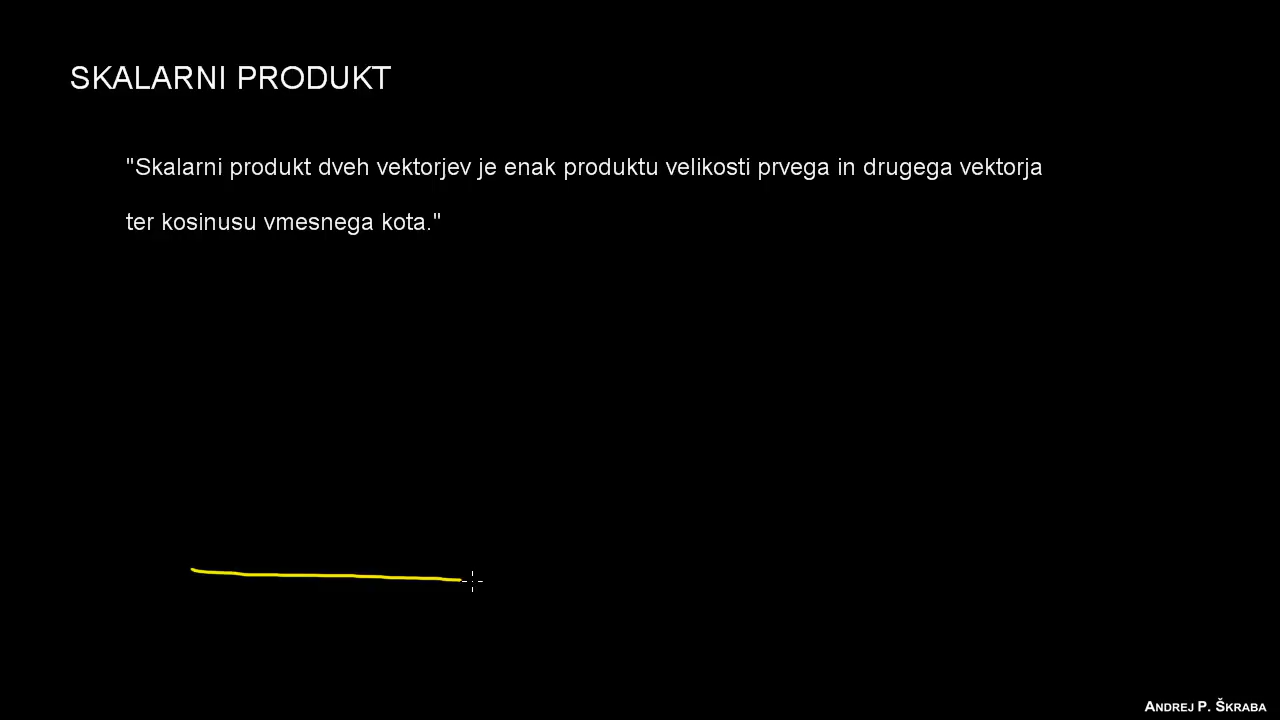 SKALARNI PRODUKT
"Skalarni produkt dveh vektorjev je enak produktu velikosti prvega in drugega vektorja
ter kosinusu vmesnega kota."
ANDREJ P. ŠKRABA